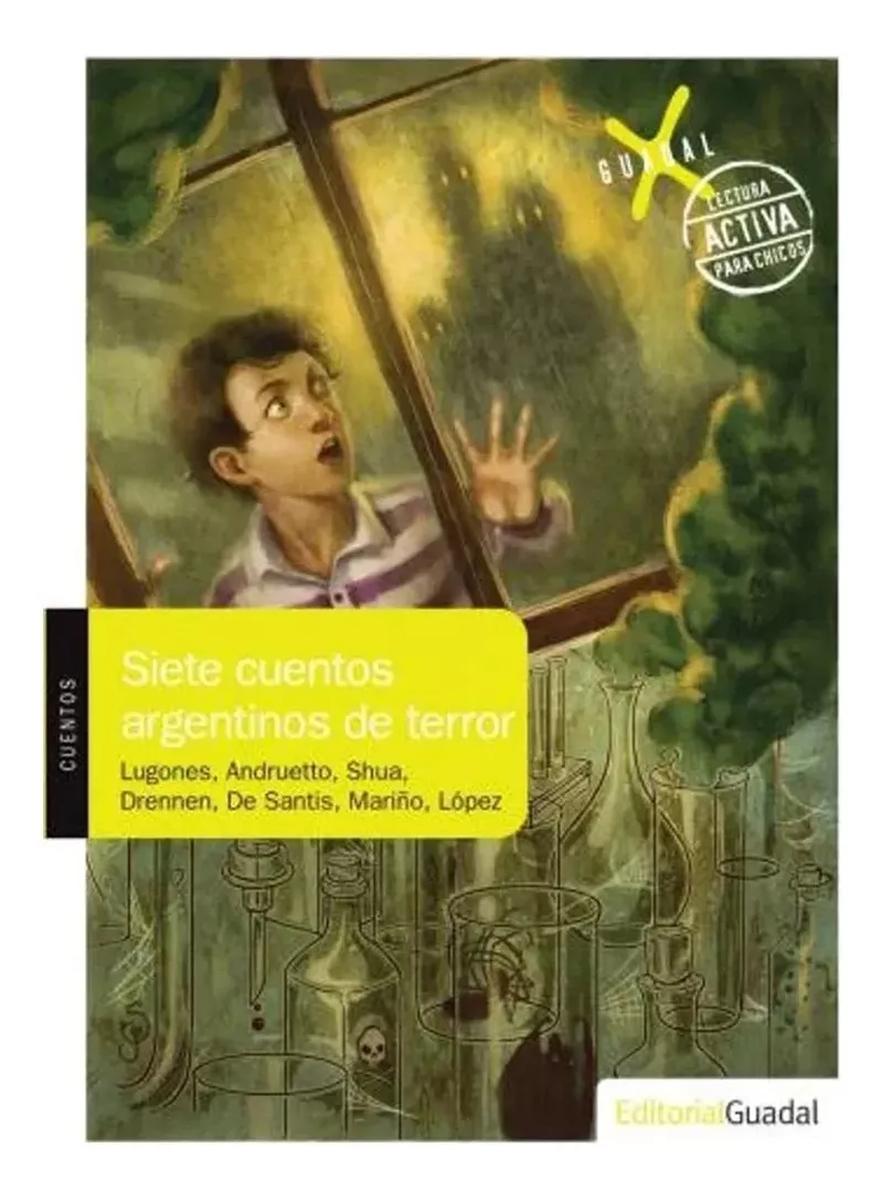 GUADAL
LECTURA
ACTIVA
PARA CHICOS
CUENTOS
Siete cuentos
argentinos de terror
Lugones, Andruetto, Shua,
Drennen, De Santis, Mariño, López
EditorialGuadal